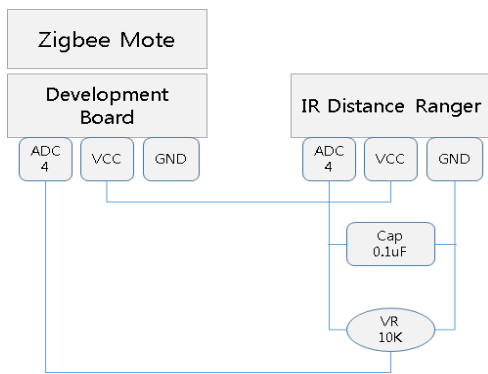 Zigbee Mote
Development
Board
IR Distance Ranger
ADC
4
VCC
GND
ADC
4
VCC
GND
Cap
0.1uF
VR
10K